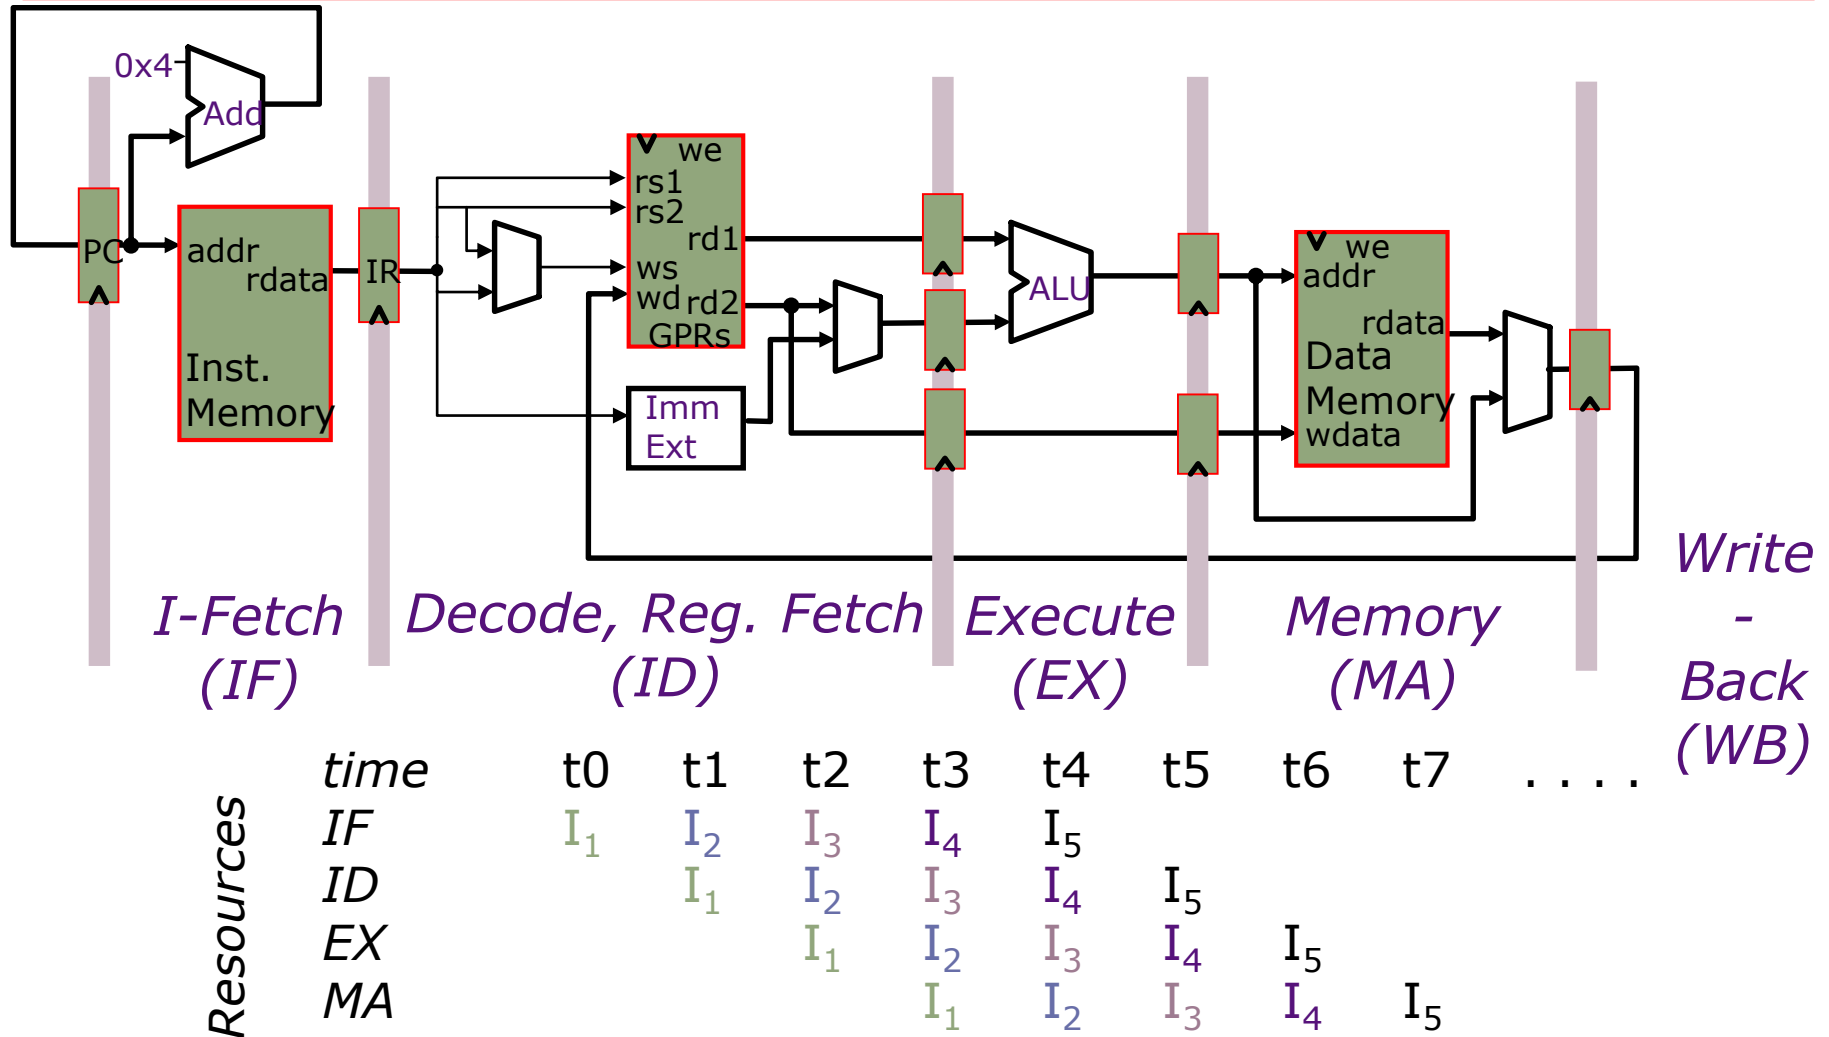 0x4
Add
PC
addr
rdata
Inst.
Memory
IR
we
rs1
rs2
rd1
ws
wd
rd2
GPRs
Imm
Ext
ALU
we
addr
rdata
Data
Memory
wdata
I-Fetch
(IF)
Decode, Reg. Fetch
(ID)
Execute
(EX)
Memory
(MA)
Write
-
Back
(WB)
time t0 t1 t2 t3 t4 t5 t6 t7 . . . .
Resources
IF I1 I2 I3 I4 I5
ID I1 I2 I3 I4 I5
EX I1 I2 I3 I4 I5
MA I1 I2 I3 I4 I5